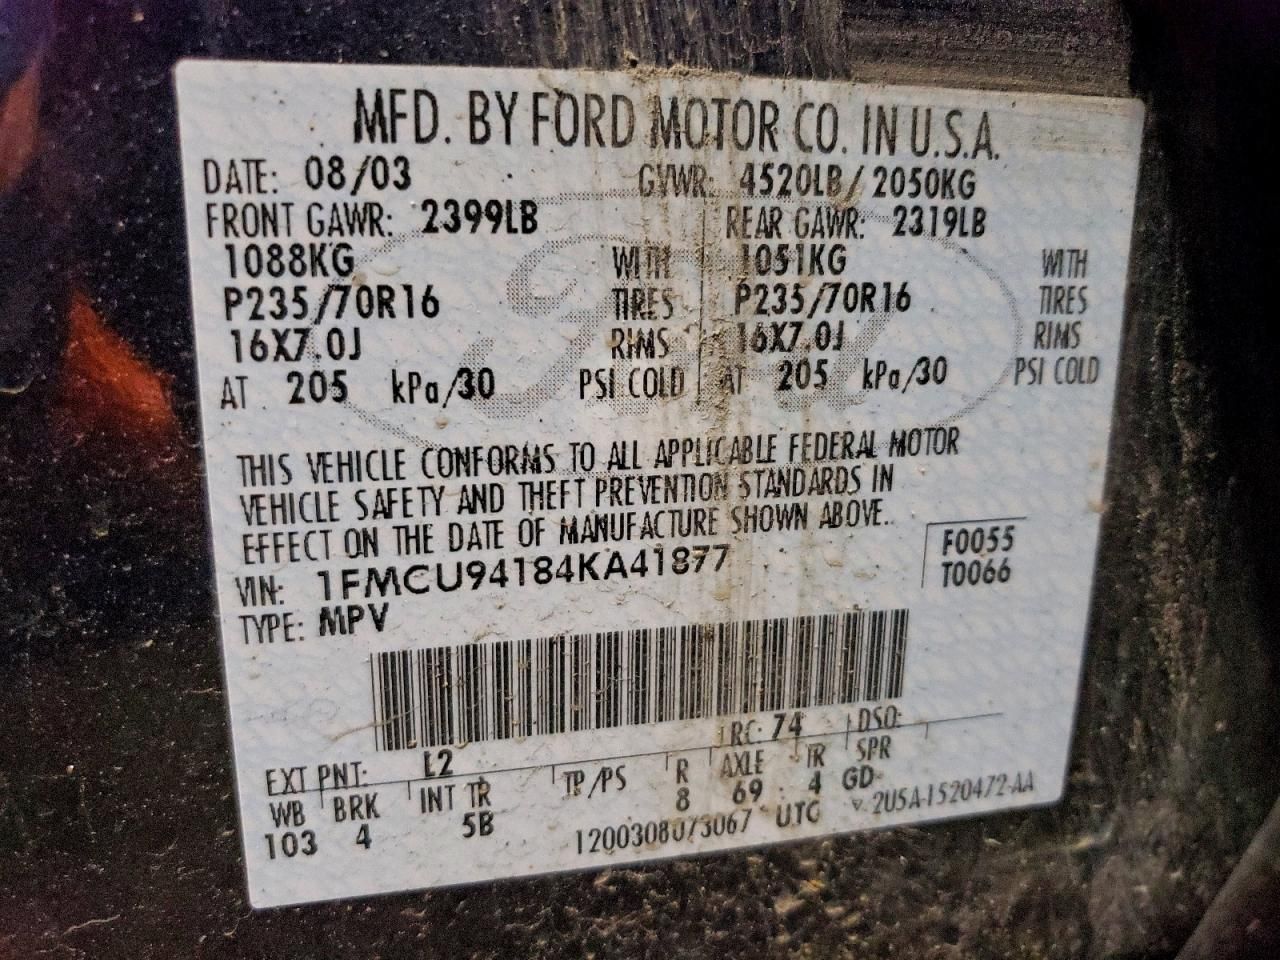 MFD. BY FORD MOTOR CO. IN U.S.A.
DATE: 08/03 GVWR: 4520LB/2050KG
FRONT GAWR: 2399LB REAR GAWR: 2319LB
1088KG WITH 1051KG WITH
P235/70R16 TIRES P235/70R16 TIRES
16X7.0J RIMS 16X7.0J RIMS
AT 205 kPa/30 PSI COLD AT 205 kPa/30 PSI COLD
THIS VEHICLE CONFORMS TO ALL APPLICABLE FEDERAL MOTOR
VEHICLE SAFETY AND THEFT PREVENTION STANDARDS IN
EFFECT ON THE DATE OF MANUFACTURE SHOWN ABOVE.
VIN: 1FMCU94184KA41877 F0055
TYPE: MPV T0066
EXT PNT: L2 RC: 74 DSO:
WB BRK INT TR TP/PS R AXLE TR SPR
103 4 5B 8 69 4 GD
1200308073067 UTC 2U5A-1520472-AA